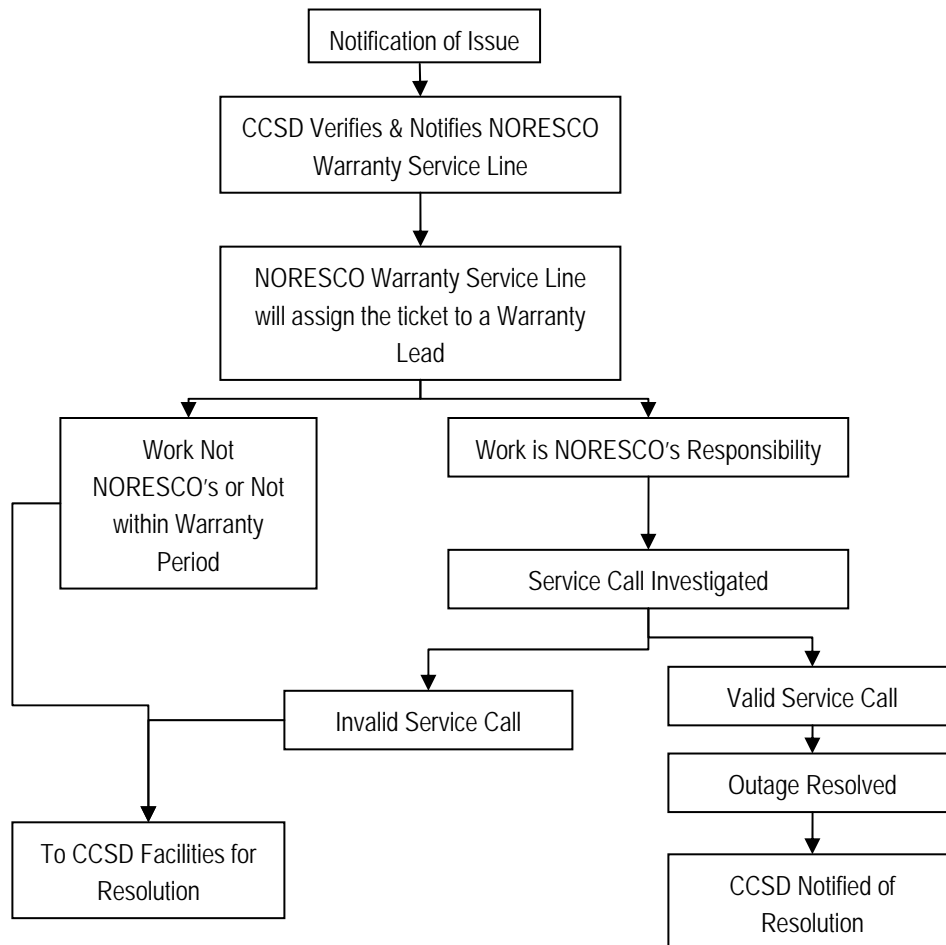 Notification of Issue
CCSD Verifies & Notifies NORESCO
Warranty Service Line
NORESCO Warranty Service Line
will assign the ticket to a Warranty
Lead
Work Not
NORESCO's or Not
within Warranty
Period
Work is NORESCO's Responsibility
Service Call Investigated
Invalid Service Call
Valid Service Call
Outage Resolved
To CCSD Facilities for
Resolution
CCSD Notified of
Resolution